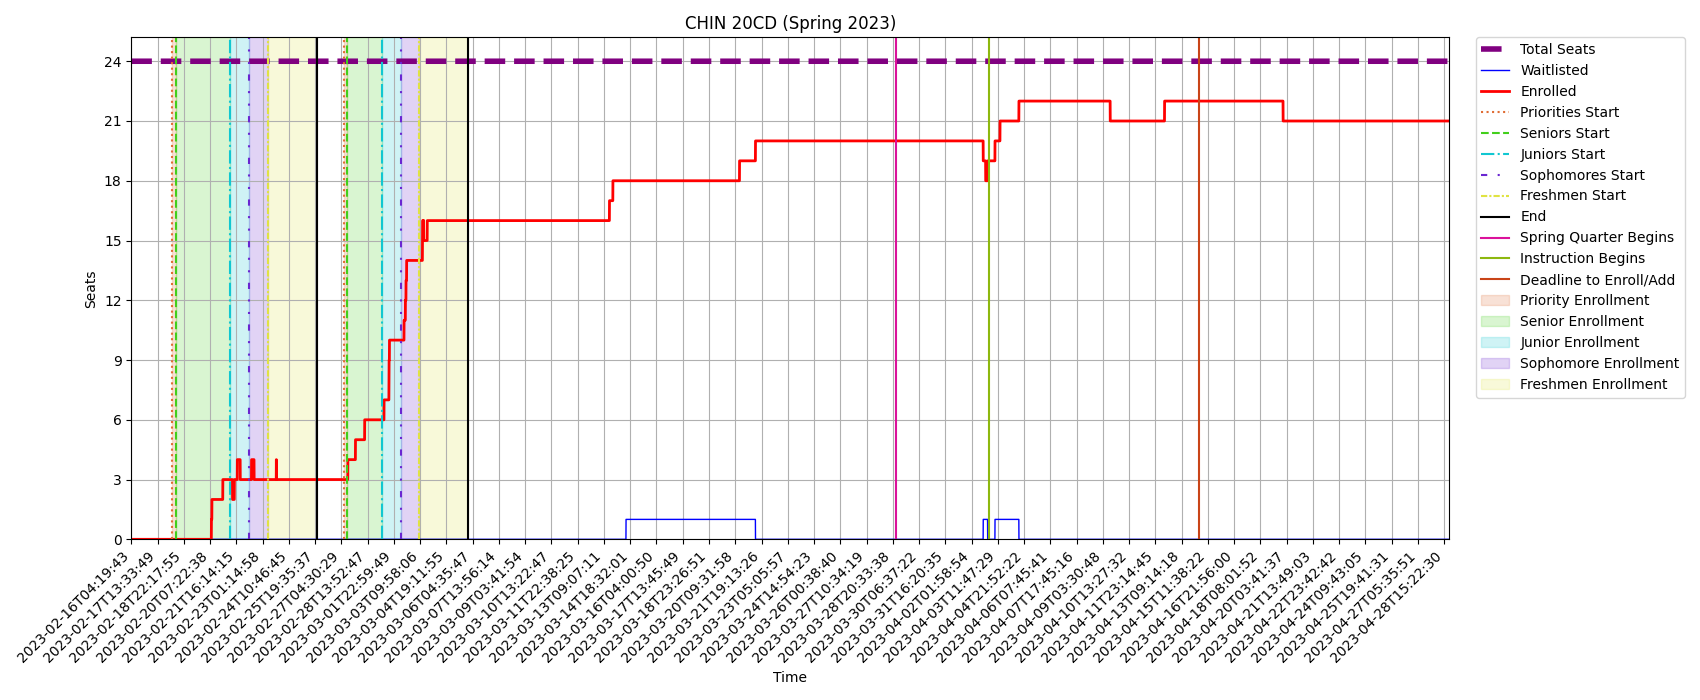 CHIN 20CD (Spring 2023)
Seats
24
21
18
15
12
9
6
3
0
2023-02-16T04:19:43
2023-02-17T13:33:49
2023-02-18T22:17:55
2023-02-20T07:22:38
2023-02-21T16:14:15
2023-02-23T01:14:58
2023-02-24T10:46:45
2023-02-25T19:35:37
2023-02-27T04:30:29
2023-02-28T13:52:47
2023-03-01T22:59:49
2023-03-03T09:58:06
2023-03-04T19:11:55
2023-03-06T04:35:47
2023-03-07T13:56:14
2023-03-09T03:41:54
2023-03-10T13:22:47
2023-03-11T22:38:25
2023-03-13T09:07:11
2023-03-14T18:32:01
2023-03-16T04:00:50
2023-03-17T13:45:49
2023-03-18T23:26:51
2023-03-20T09:31:58
2023-03-21T19:13:26
2023-03-23T05:05:57
2023-03-24T14:54:23
2023-03-26T00:38:40
2023-03-27T10:34:19
2023-03-28T20:33:38
2023-03-30T06:37:22
2023-03-31T16:20:35
2023-04-02T01:58:54
2023-04-03T11:47:29
2023-04-04T21:52:22
2023-04-06T07:45:41
2023-04-07T17:45:16
2023-04-09T03:30:48
2023-04-10T13:27:32
2023-04-11T23:14:45
2023-04-13T09:14:18
2023-04-15T11:38:22
2023-04-16T21:56:00
2023-04-18T08:01:52
2023-04-20T03:41:37
2023-04-21T13:49:03
2023-04-22T23:42:42
2023-04-24T09:43:05
2023-04-25T19:41:31
2023-04-27T05:35:51
2023-04-28T15:22:30
Time
Total Seats
Waitlisted
Enrolled
Priorities Start
Seniors Start
Juniors Start
Sophomores Start
Freshmen Start
End
Spring Quarter Begins
Instruction Begins
Deadline to Enroll/Add
Priority Enrollment
Senior Enrollment
Junior Enrollment
Sophomore Enrollment
Freshmen Enrollment